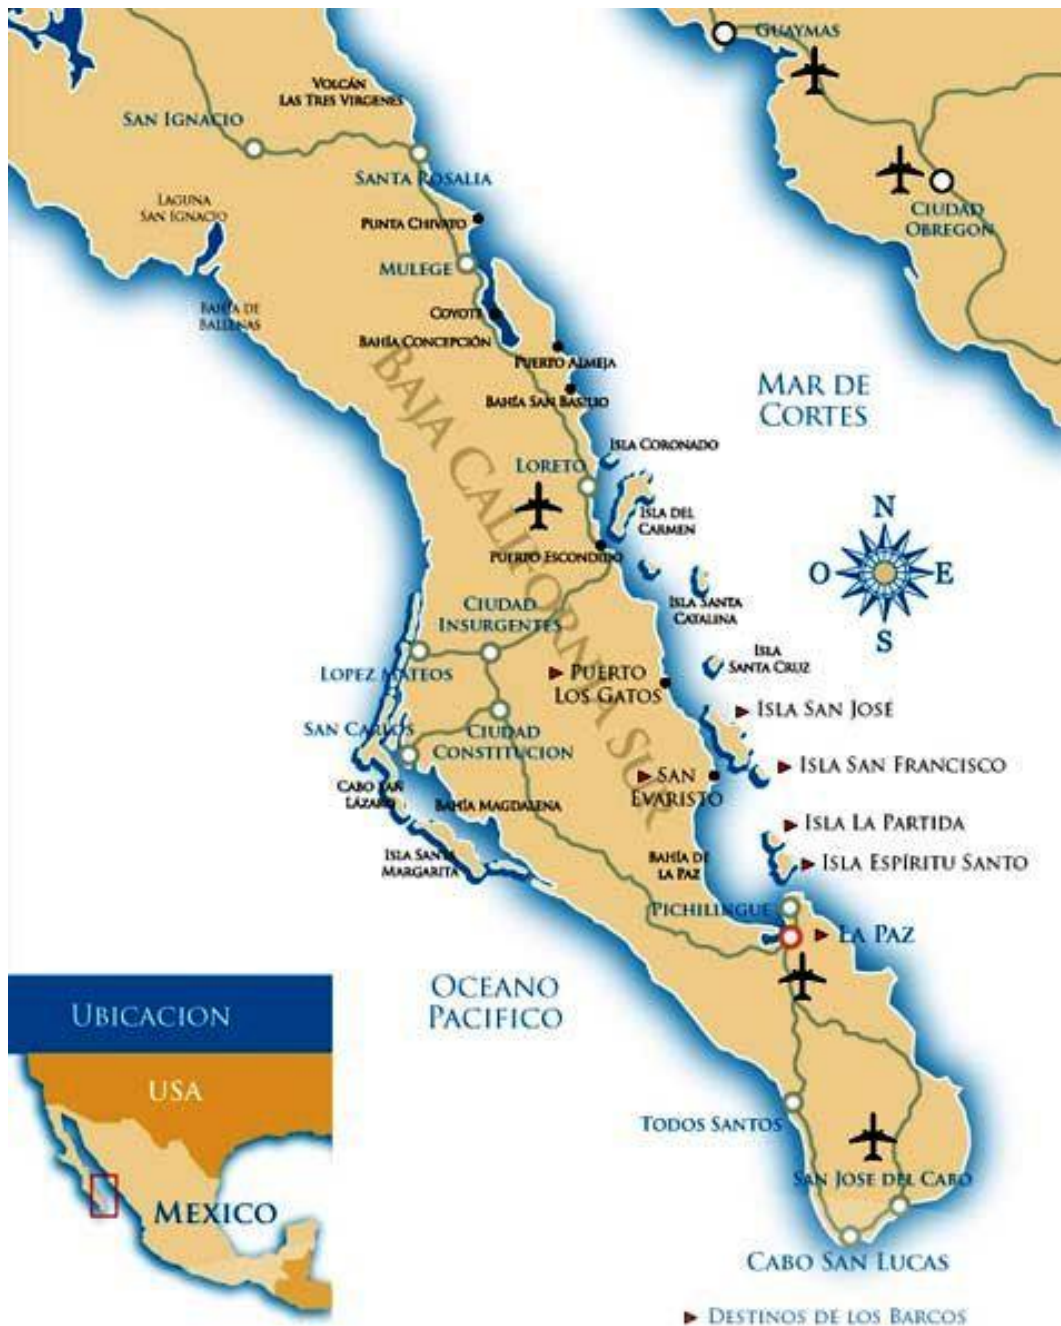 GUAYMAS
VOLCÁN
LAS TRES VIRGENES
SAN IGNACIO
SANTA ROSALIA
CIUDAD
OBREGON
LAGUNA
SAN IGNACIO
PUNTA CHIVATO
MULEGE
BAHÍA DE
BALLENAS
COYOTE
BAHÍA CONCEPCIÓN
PUERTO ALMEJA
BAHÍA SAN BASILIO
MAR DE
CORTES
BAJA CALIFORNIA SUR
ISLA CORONADO
LORETO
ISLA DEL
CARMEN
PUERTO ESCONDIDO
N
O
E
S
ISLA SANTA
CATALINA
CIUDAD
INSURGENTES
ISLA
SANTA CRUZ
LOPEZ MATEOS
PUERTO
LOS GATOS
ISLA SAN JOSÉ
SAN CARLOS
CIUDAD
CONSTITUCION
ISLA SAN FRANCISCO
SAN
EVARISTO
CABO SAN
LÁZARO
BAHÍA MAGDALENA
ISLA LA PARTIDA
ISLA SANTA
MARGARITA
BAHÍA DE
LA PAZ
ISLA ESPÍRITU SANTO
PICHILINGUE
LA PAZ
OCEANO
PACIFICO
UBICACION
USA
MEXICO
TODOS SANTOS
SAN JOSE DEL CABO
CABO SAN LUCAS
DESTINOS DE LOS BARCOS